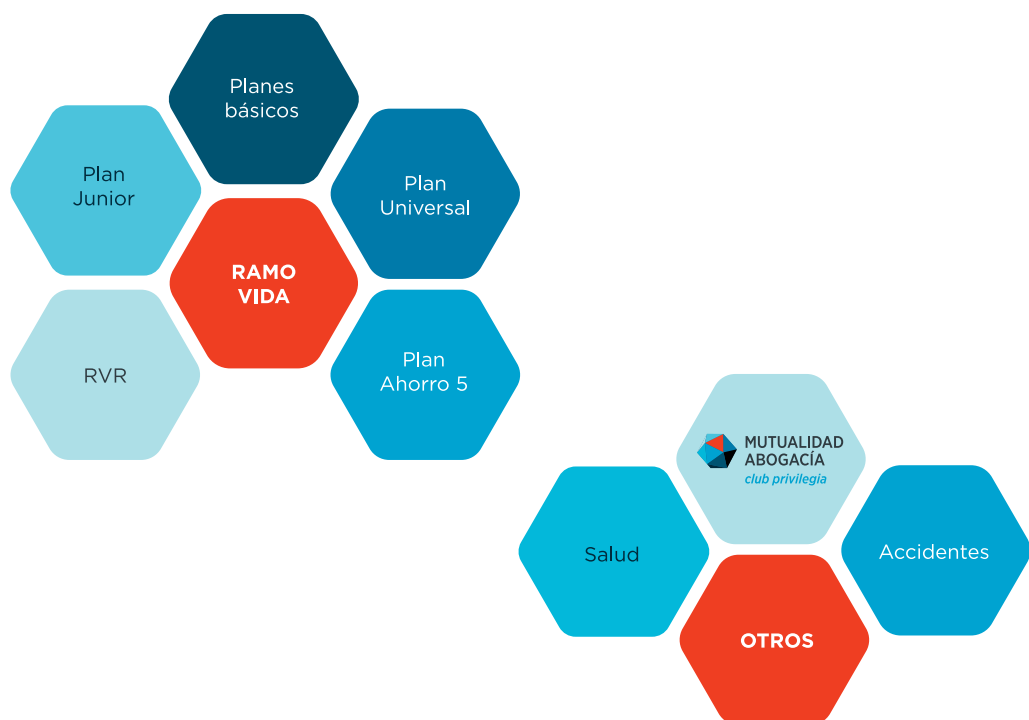 Planes
básicos
Plan
Junior
Plan
Universal
RAMO
VIDA
RVR
Plan
Ahorro 5
MUTUALIDAD
ABOGACÍA
club privilegia
Salud
Accidentes
OTROS